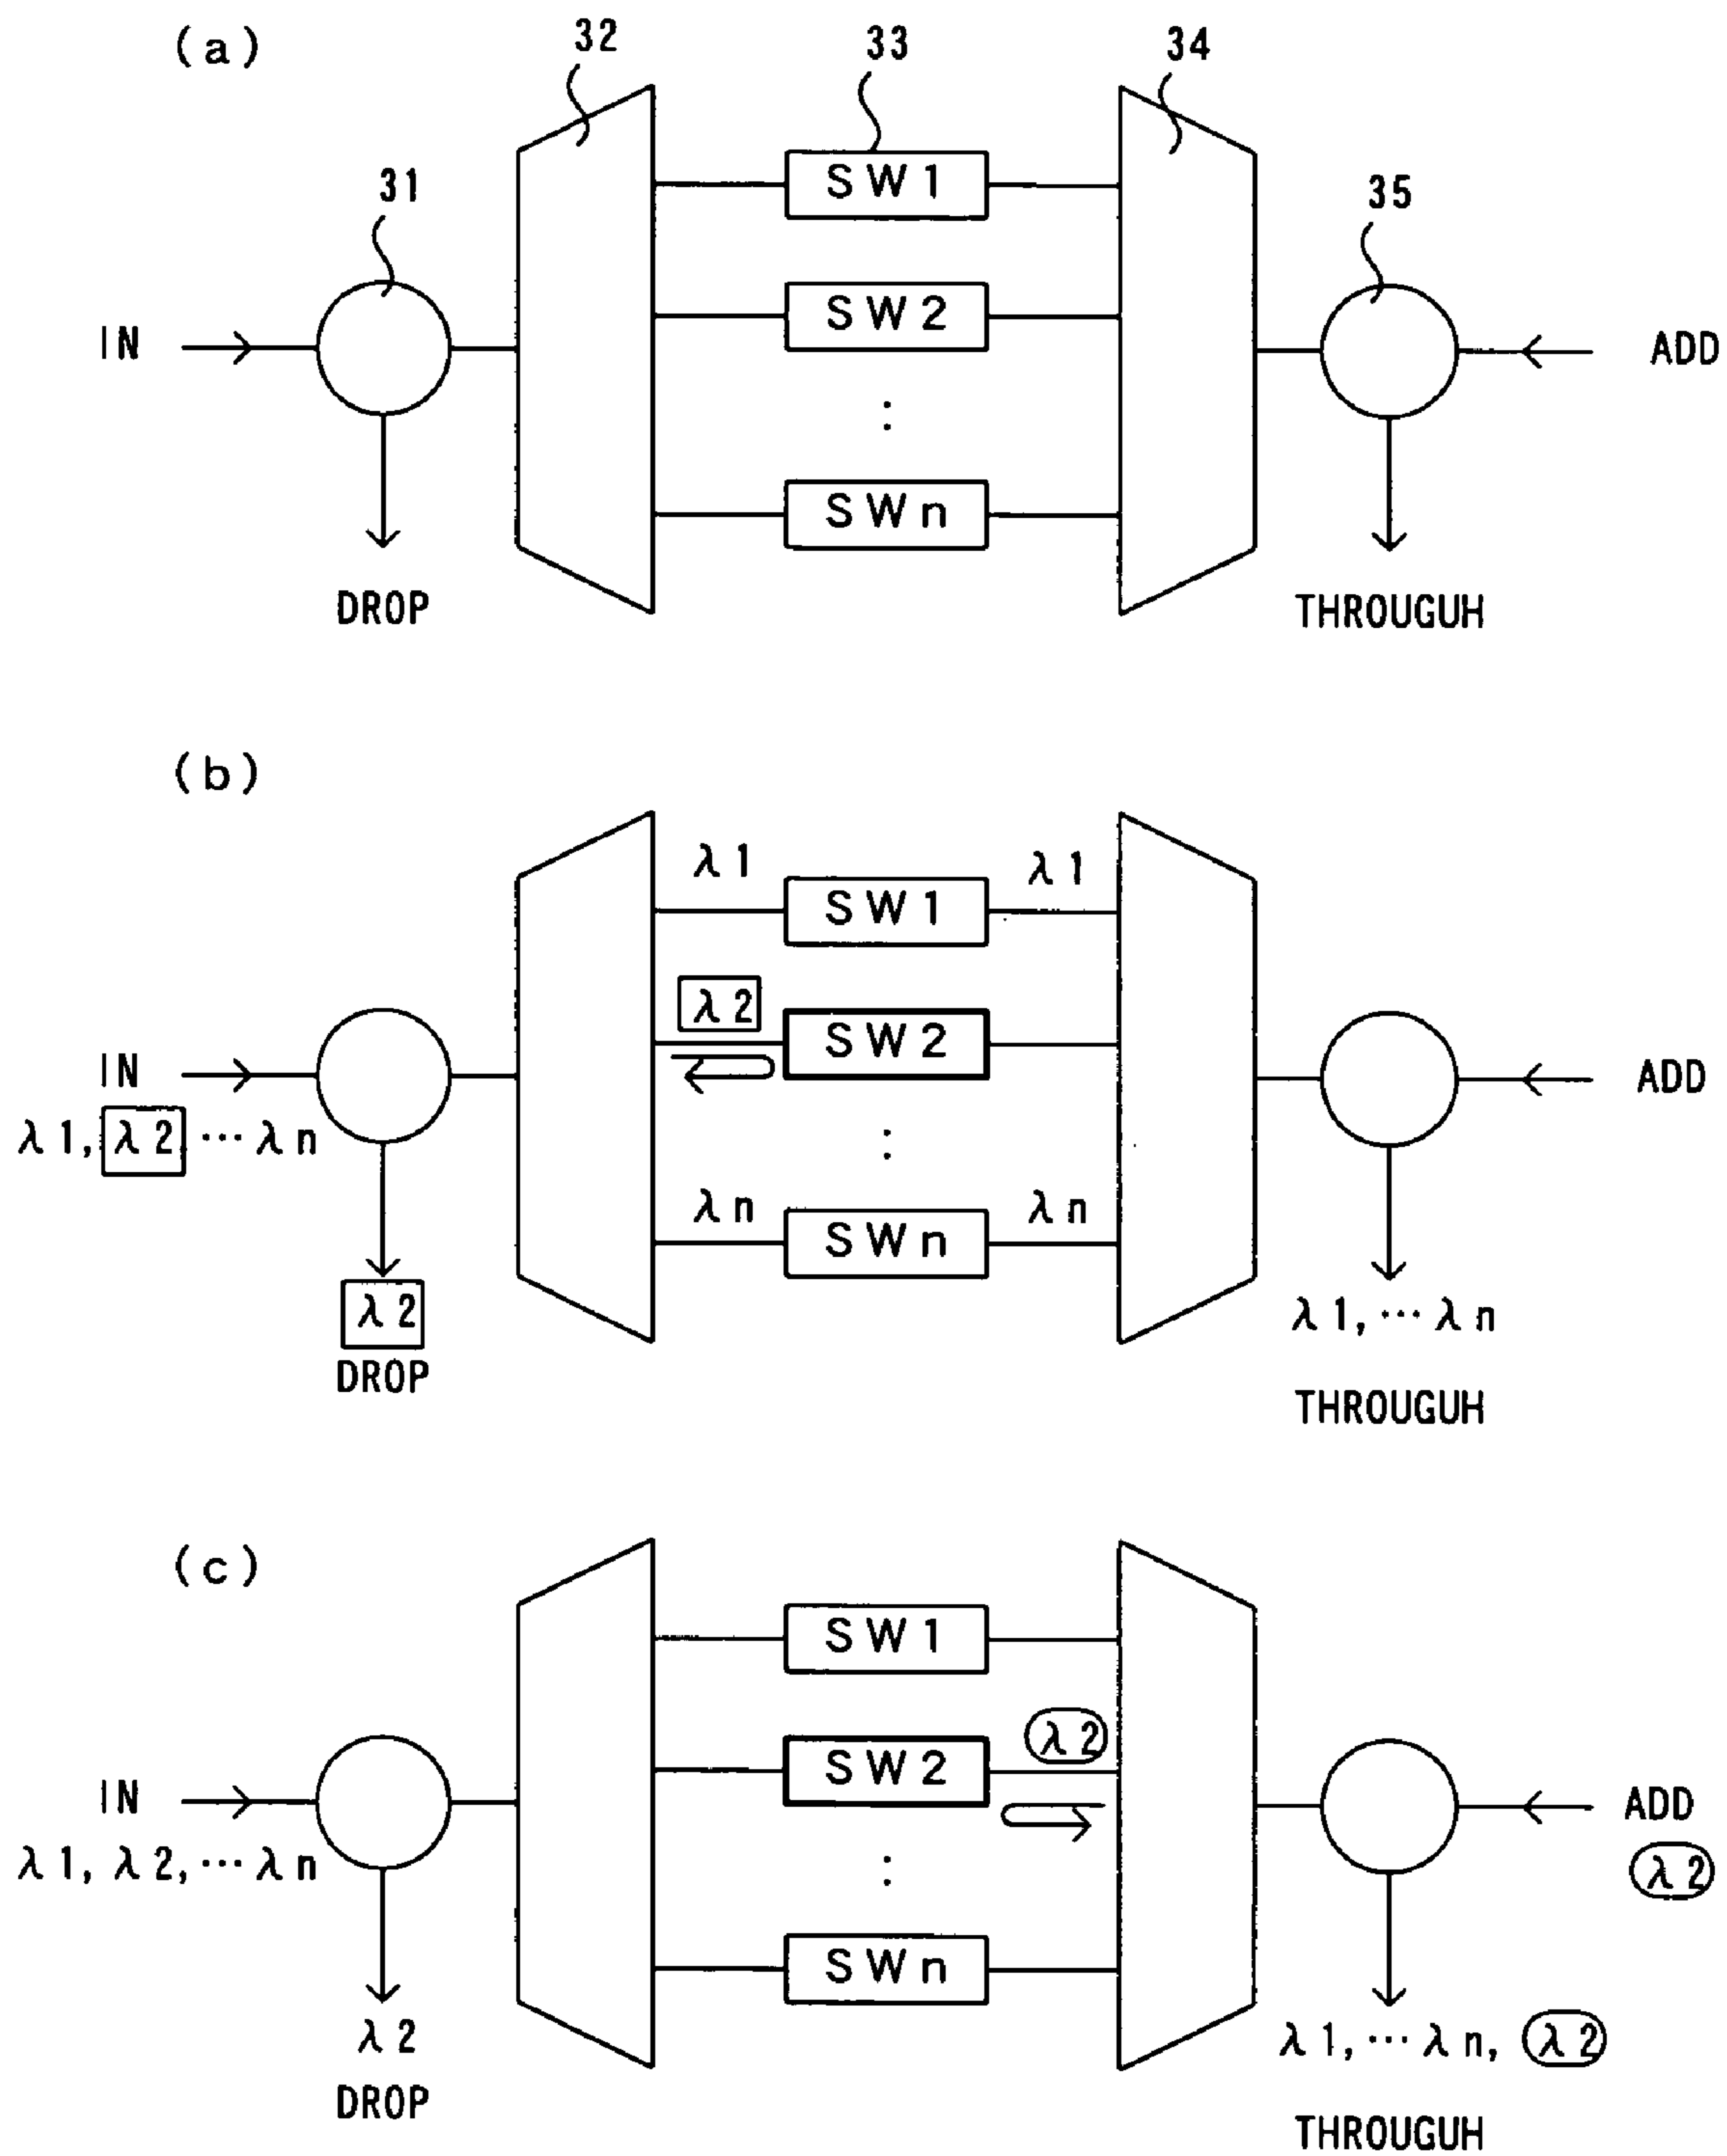 (a)
32
33
34
31
35
SW1
SW2
IN
ADD
:
SWn
DROP
THROUGUH
(b)
λ1
λ1
SW1
λ2
SW2
IN
ADD
λ1, λ2 ··· λn
:
λn
λn
SWn
λ2
λ1, ··· λn
DROP
THROUGUH
(c)
SW1
λ2
SW2
IN
ADD
λ1, λ2, ··· λn
λ2
:
SWn
λ2
λ1, ··· λn, λ2
DROP
THROUGUH